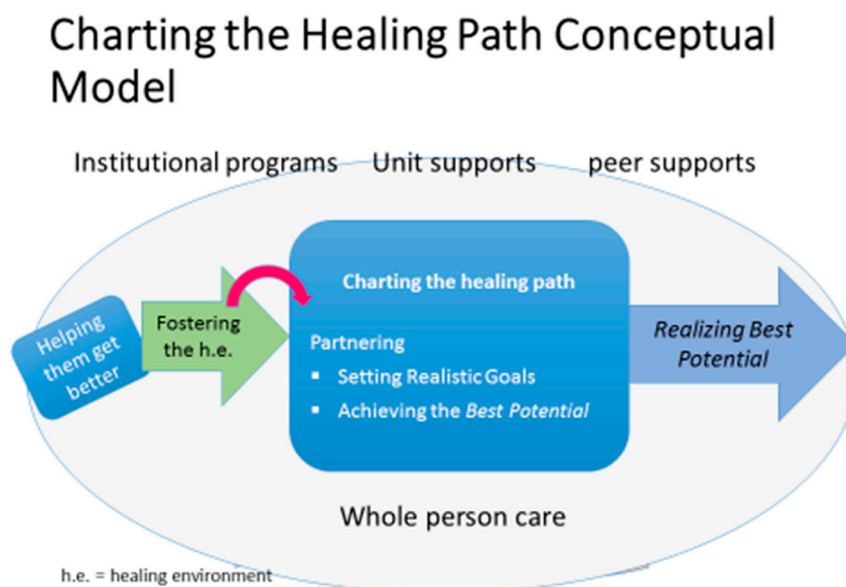 Charting the Healing Path Conceptual
Model
Institutional programs Unit supports peer supports
Helping
them get
better
Fostering
the h.e.
Charting the healing path
Partnering
▪ Setting Realistic Goals
▪ Achieving the Best Potential
Realizing Best
Potential
Whole person care
h.e. = healing environment